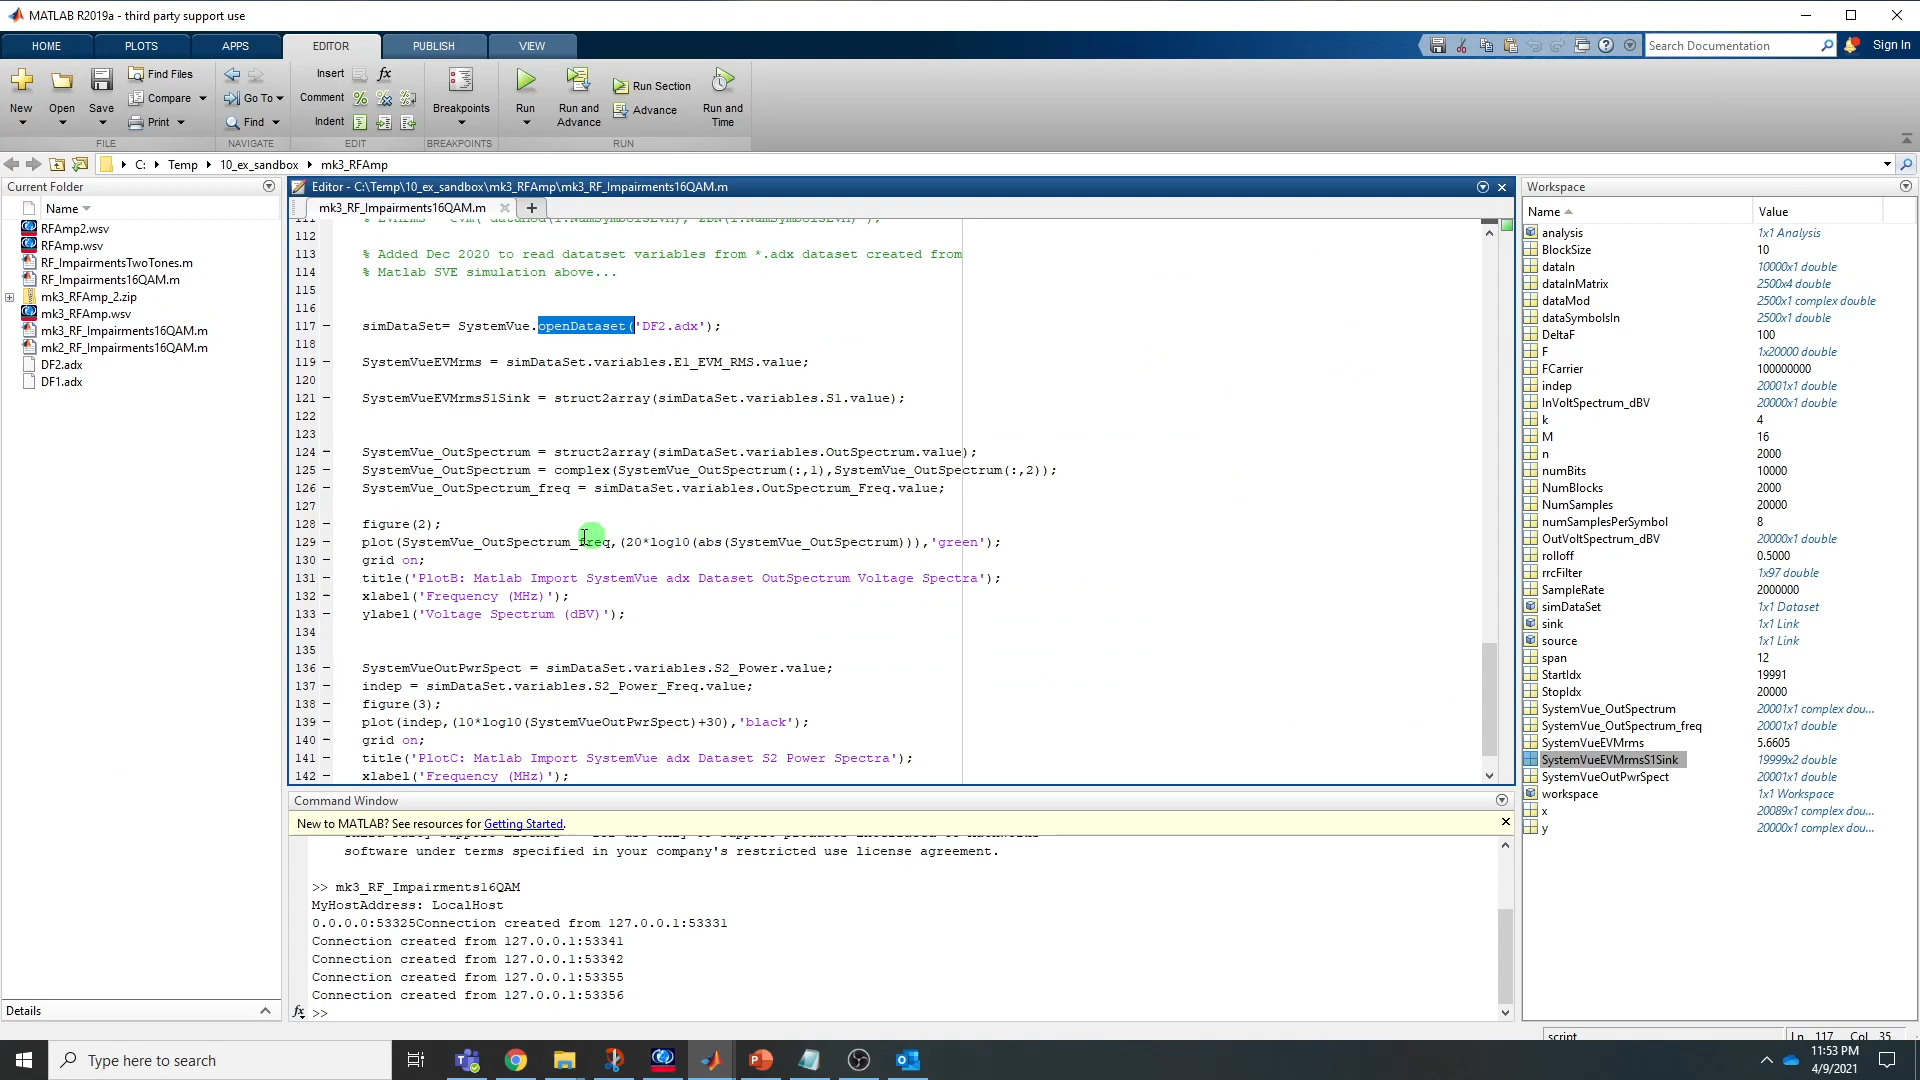 MATLAB R2019a - third party support use
HOME PLOTS APPS EDITOR PUBLISH VIEW
Search Documentation
Sign In
New Open Save Find Files Compare Print
Go To Find
Insert fx
Comment
Indent
Breakpoints
Run Run and Advance Run Section Advance Run and Time
FILE NAVIGATE EDIT BREAKPOINTS RUN
C: Temp 10_ex_sandbox mk3_RFAmp
Current Folder
Name
RFAmp2.wsv
RFAmp.wsv
RF_ImpairmentsTwoTones.m
RF_Impairments16QAM.m
mk3_RFAmp_2.zip
mk3_RFAmp.wsv
mk3_RF_Impairments16QAM.m
mk2_RF_Impairments16QAM.m
DF2.adx
DF1.adx
Details
Editor - C:\Temp\10_ex_sandbox\mk3_RFAmp\mk3_RF_Impairments16QAM.m
mk3_RF_Impairments16QAM.m
112
113 % Added Dec 2020 to read datatset variables from *.adx dataset created from
114 % Matlab SVE simulation above...
115
116
117 simDataSet= SystemVue.openDataset('DF2.adx');
118
119 SystemVueEVMrms = simDataSet.variables.E1_EVM_RMS.value;
120
121 SystemVueEVMrmsS1Sink = struct2array(simDataSet.variables.S1.value);
122
123
124 SystemVue_OutSpectrum = struct2array(simDataSet.variables.OutSpectrum.value);
125 SystemVue_OutSpectrum = complex(SystemVue_OutSpectrum(:,1),SystemVue_OutSpectrum(:,2));
126 SystemVue_OutSpectrum_freq = simDataSet.variables.OutSpectrum_Freq.value;
127
128 figure(2);
129 plot(SystemVue_OutSpectrum_freq,(20*log10(abs(SystemVue_OutSpectrum))),'green');
130 grid on;
131 title('PlotB: Matlab Import SystemVue adx Dataset OutSpectrum Voltage Spectra');
132 xlabel('Frequency (MHz)');
133 ylabel('Voltage Spectrum (dBV)');
134
135
136 SystemVueOutPwrSpect = simDataSet.variables.S2_Power.value;
137 indep = simDataSet.variables.S2_Power_Freq.value;
138 figure(3);
139 plot(indep,(10*log10(SystemVueOutPwrSpect)+30),'black');
140 grid on;
141 title('PlotC: Matlab Import SystemVue adx Dataset S2 Power Spectra');
142 xlabel('Frequency (MHz)');
Command Window
New to MATLAB? See resources for Getting Started.
software under terms specified in your company's restricted use license agreement.
>> mk3_RF_Impairments16QAM
MyHostAddress: LocalHost
0.0.0.0:53325Connection created from 127.0.0.1:53331
Connection created from 127.0.0.1:53341
Connection created from 127.0.0.1:53342
Connection created from 127.0.0.1:53355
Connection created from 127.0.0.1:53356
fx >>
Workspace
Name Value
analysis 1x1 Analysis
BlockSize 10
dataIn 10000x1 double
dataInMatrix 2500x4 double
dataMod 2500x1 complex double
dataSymbolsIn 2500x1 double
DeltaF 100
F 1x20000 double
FCarrier 100000000
indep 20001x1 double
InVoltSpectrum_dBV 20000x1 double
k 4
M 16
n 2000
numBits 10000
NumBlocks 2000
NumSamples 20000
numSamplesPerSymbol 8
OutVoltSpectrum_dBV 20000x1 double
rolloff 0.5000
rrcFilter 1x97 double
SampleRate 2000000
simDataSet 1x1 Dataset
sink 1x1 Link
source 1x1 Link
span 12
StartIdx 19991
StopIdx 20000
SystemVue_OutSpectrum 20001x1 complex dou...
SystemVue_OutSpectrum_freq 20001x1 double
SystemVueEVMrms 5.6605
SystemVueEVMrmsS1Sink 19999x2 double
SystemVueOutPwrSpect 20001x1 double
workspace 1x1 Workspace
x 20089x1 complex dou...
y 20000x1 complex dou...
script Ln 117 Col 35
Type here to search
11:53 PM
4/9/2021